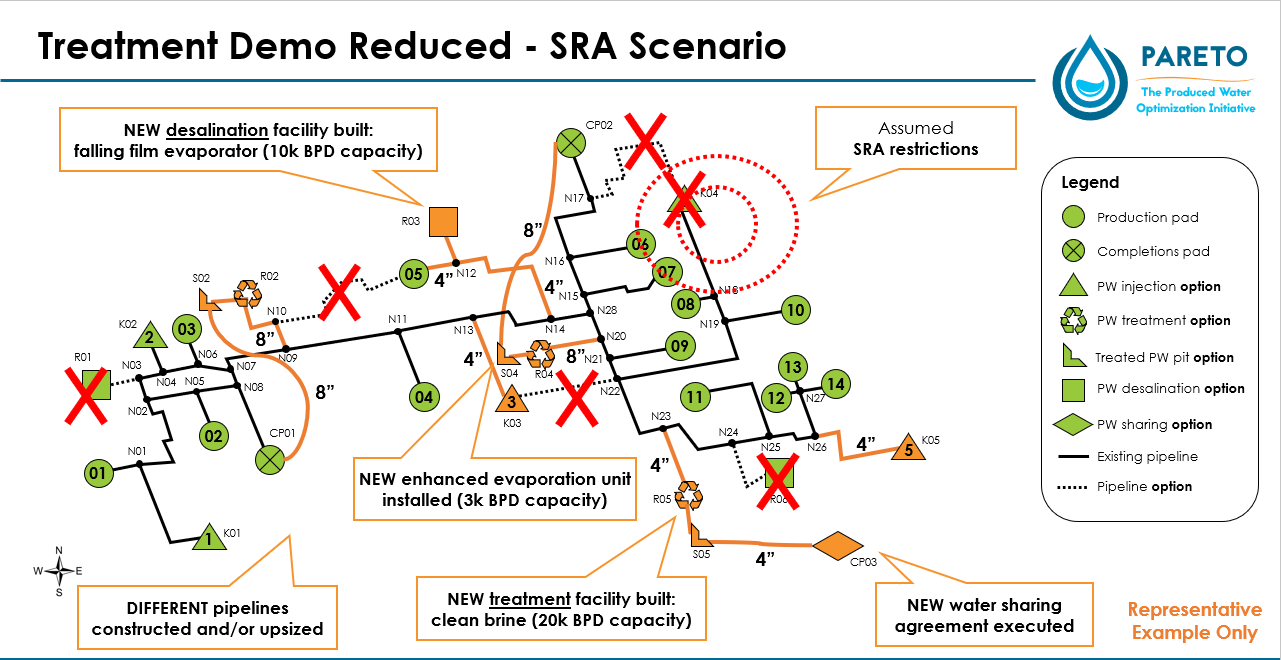 Treatment Demo Reduced - SRA Scenario
PARETO
The Produced Water
Optimization Initiative
NEW desalination facility built:
falling film evaporator (10k BPD capacity)
Assumed
SRA restrictions
Legend
Production pad
Completions pad
PW injection option
PW treatment option
Treated PW pit option
PW desalination option
PW sharing option
Existing pipeline
Pipeline option
CP02
N17
K04
R03
8”
06
N16
07
05
4”
N12
4”
N15
08
N18
10
S02
R02
N10
N11
N13
N14
N28
N19
K02
2
03
8”
N09
4”
S04
R04
8”
N20
N21
09
R01
N03
N04
N06
N05
N07
N08
8”
04
3
K03
N22
13
12
14
N27
N02
02
CP01
N23
11
N24
N25
N26
4”
5
K05
01
N01
4”
R05
R06
1
K01
S05
4”
CP03
NEW enhanced evaporation unit
installed (3k BPD capacity)
N
W
E
S
DIFFERENT pipelines
constructed and/or upsized
NEW treatment facility built:
clean brine (20k BPD capacity)
NEW water sharing
agreement executed
Representative
Example Only